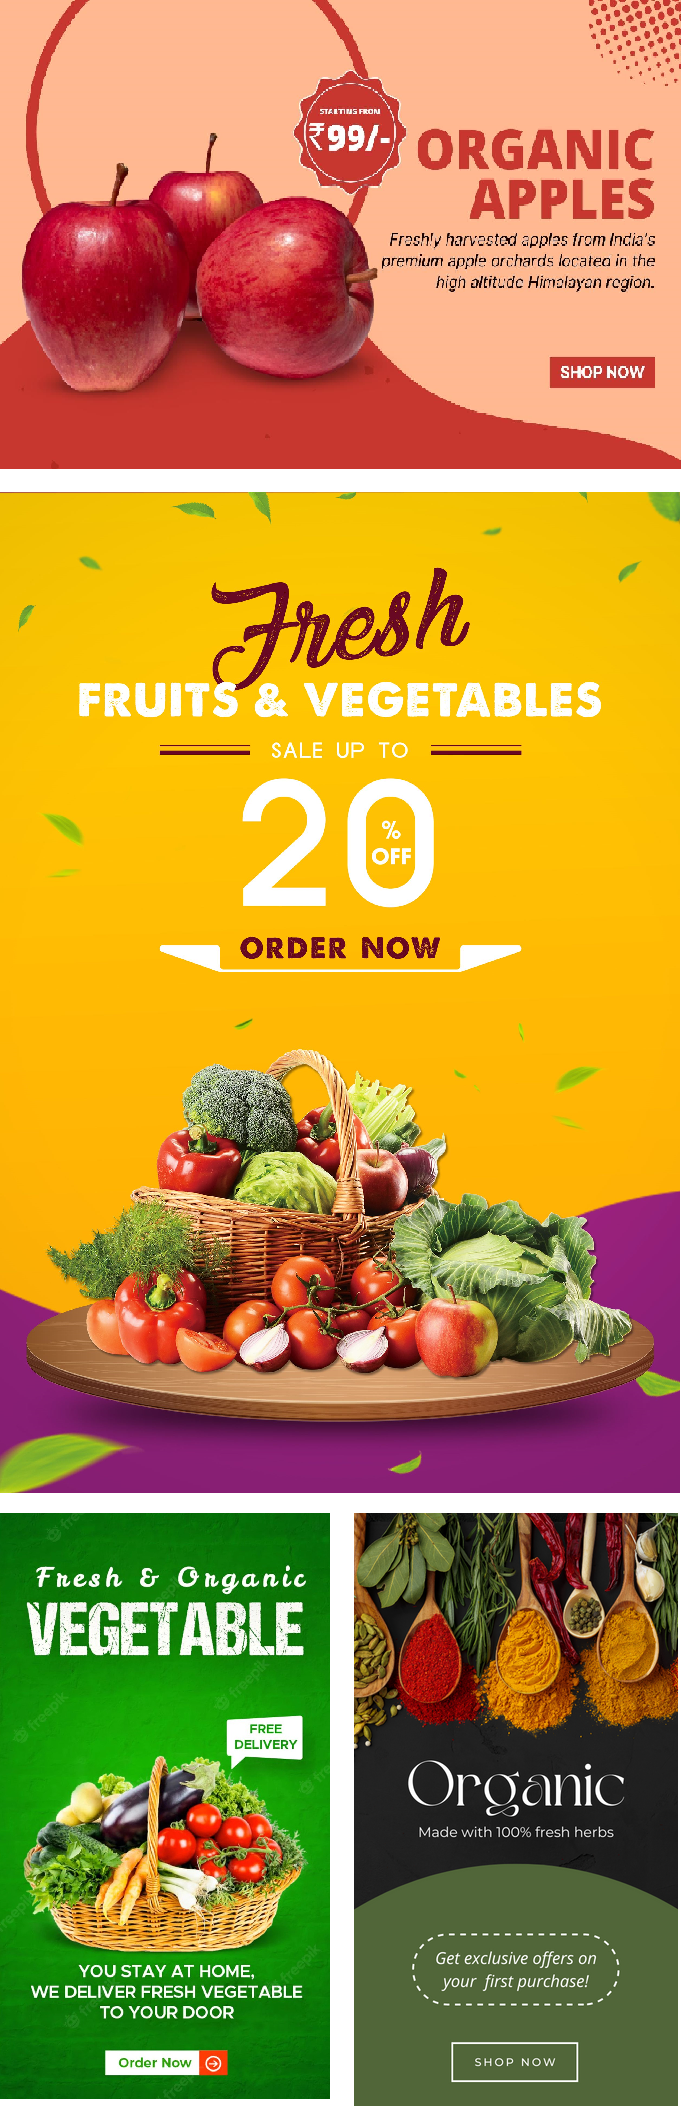 STARTING FROM
₹99/-
ORGANIC
APPLES
Freshly harvested apples from India's
premium apple orchards located in the
high altitude Himalayan region.
SHOP NOW
Fresh
FRUITS & VEGETABLES
SALE UP TO
20
%
OFF
ORDER NOW
Fresh & Organic
VEGETABLE
FREE
DELIVERY
YOU STAY AT HOME,
WE DELIVER FRESH VEGETABLE
TO YOUR DOOR
Order Now
Organic
Made with 100% fresh herbs
Get exclusive offers on
your first purchase!
SHOP NOW